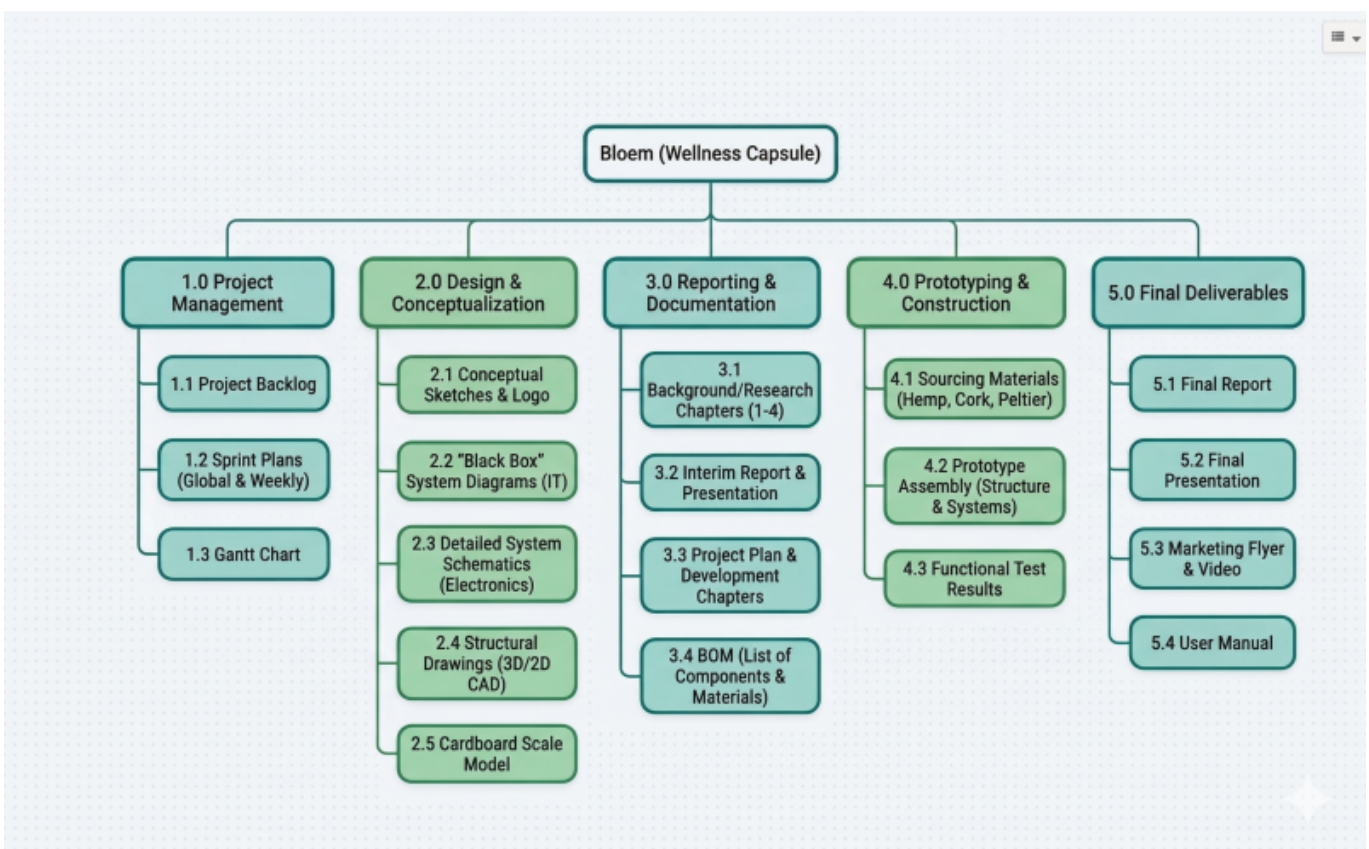 Bloem (Wellness Capsule)
1.0 Project
Management
1.1 Project Backlog
1.2 Sprint Plans
(Global & Weekly)
1.3 Gantt Chart
2.0 Design &
Conceptualization
2.1 Conceptual
Sketches & Logo
2.2 "Black Box"
System Diagrams (IT)
2.3 Detailed System
Schematics
(Electronics)
2.4 Structural
Drawings (3D/2D
CAD)
2.5 Cardboard Scale
Model
3.0 Reporting &
Documentation
3.1
Background/Research
Chapters (1-4)
3.2 Interim Report &
Presentation
3.3 Project Plan &
Development
Chapters
3.4 BOM (List of
Components &
Materials)
4.0 Prototyping &
Construction
4.1 Sourcing Materials
(Hemp, Cork, Peltier)
4.2 Prototype
Assembly (Structure
& Systems)
4.3 Functional Test
Results
5.0 Final Deliverables
5.1 Final Report
5.2 Final
Presentation
5.3 Marketing Flyer
& Video
5.4 User Manual